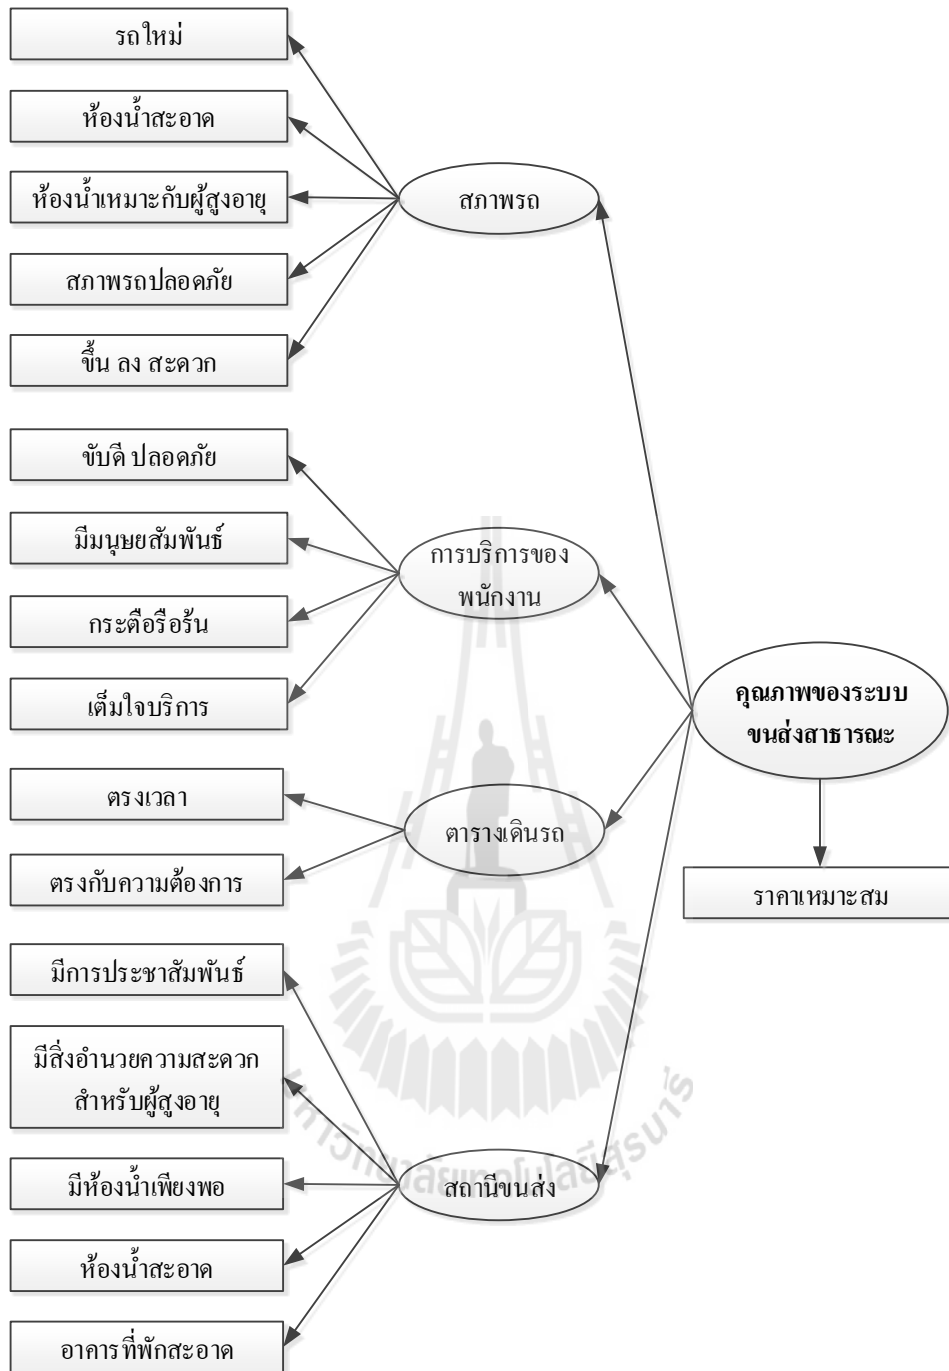 รถใหม่
ห้องน้ำสะอาด
ห้องน้ำเหมาะกับผู้สูงอายุ
สภาพรถปลอดภัย
ขึ้น ลง สะดวก
สภาพรถ
ขับดี ปลอดภัย
มีมนุษยสัมพันธ์
กระตือรือร้น
เต็มใจบริการ
การบริการของ
พนักงาน
ตรงเวลา
ตรงกับความต้องการ
ตารางเดินรถ
คุณภาพของระบบ
ขนส่งสาธารณะ
ราคาเหมาะสม
มีการประชาสัมพันธ์
มีสิ่งอำนวยความสะดวก
สำหรับผู้สูงอายุ
มีห้องน้ำเพียงพอ
ห้องน้ำสะอาด
อาคารที่พักสะอาด
สถานีขนส่ง